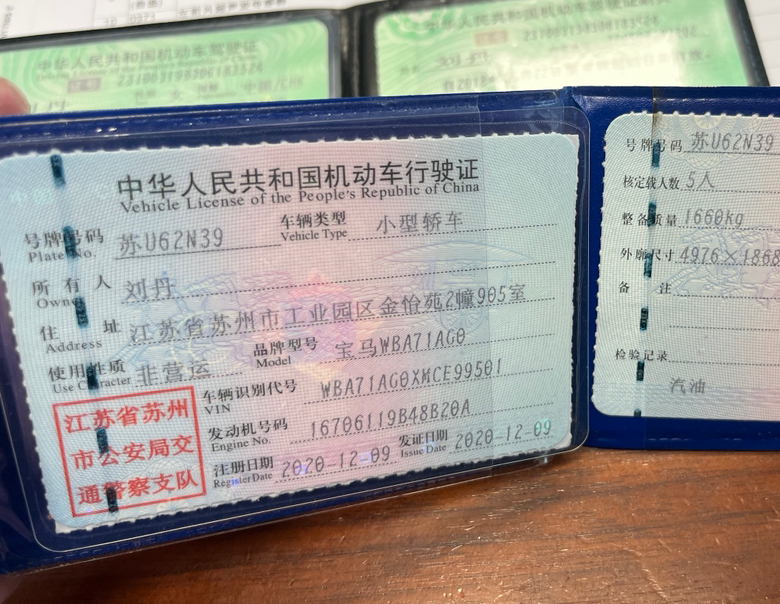 中华人民共和国机动车驾驶证
中华人民共和国机动车驾驶证
中华人民共和国机动车行驶证
Vehicle License of the People's Republic of China
号牌号码 苏U62N39 车辆类型 小型轿车
Plate No. Vehicle Type
所有人 刘丹
Owner
住址 江苏省苏州市工业园区金怡苑2幢905室
Address
使用性质 非营运 品牌型号 宝马WBA71AG0
Use Character Model
江苏省苏州
市公安局交
通警察支队
车辆识别代号 WBA71AG0XMCE99501
VIN
发动机号码 16706119B48B20A
Engine No.
注册日期 2020-12-09 发证日期 2020-12-09
Register Date Issue Date
号牌号码 苏U62N39
核定载人数 5人
整备质量 1660kg
外廓尺寸 4976×1868
备注
检验记录
汽油